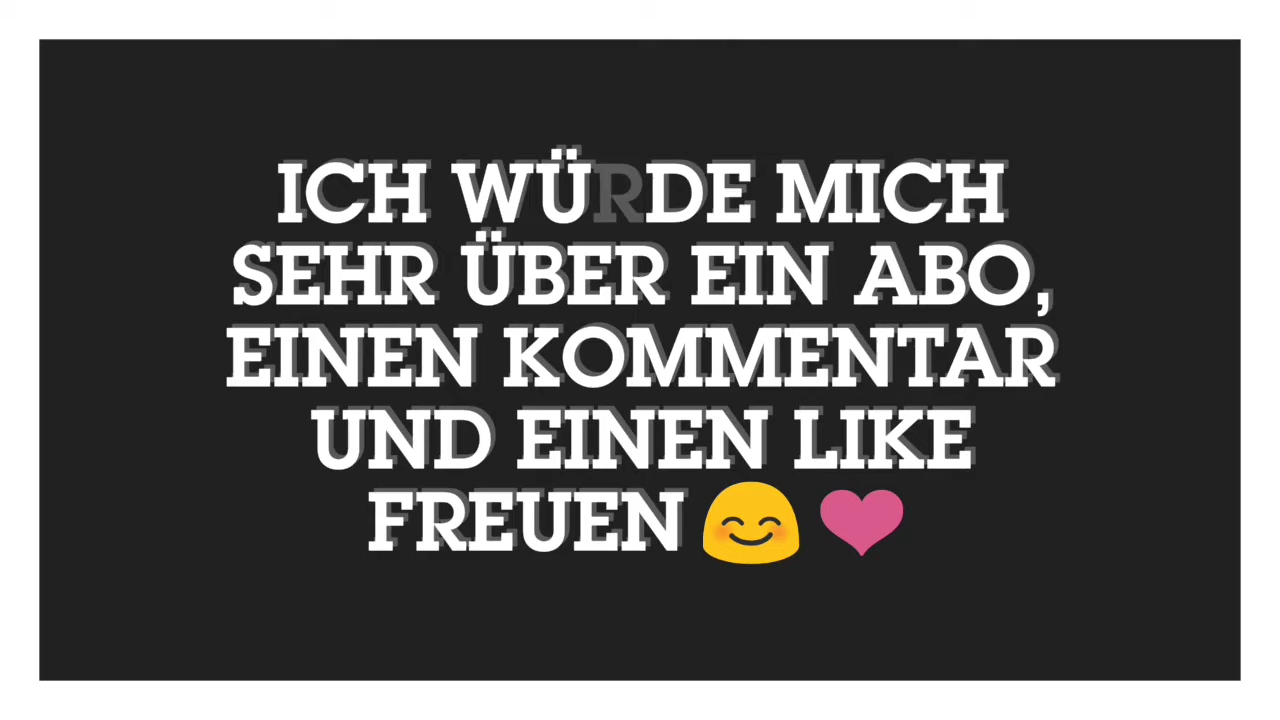 ICH WÜRDE MICH
SEHR ÜBER EIN ABO,
EINEN KOMMENTAR
UND EINEN LIKE
FREUEN 😊 ❤